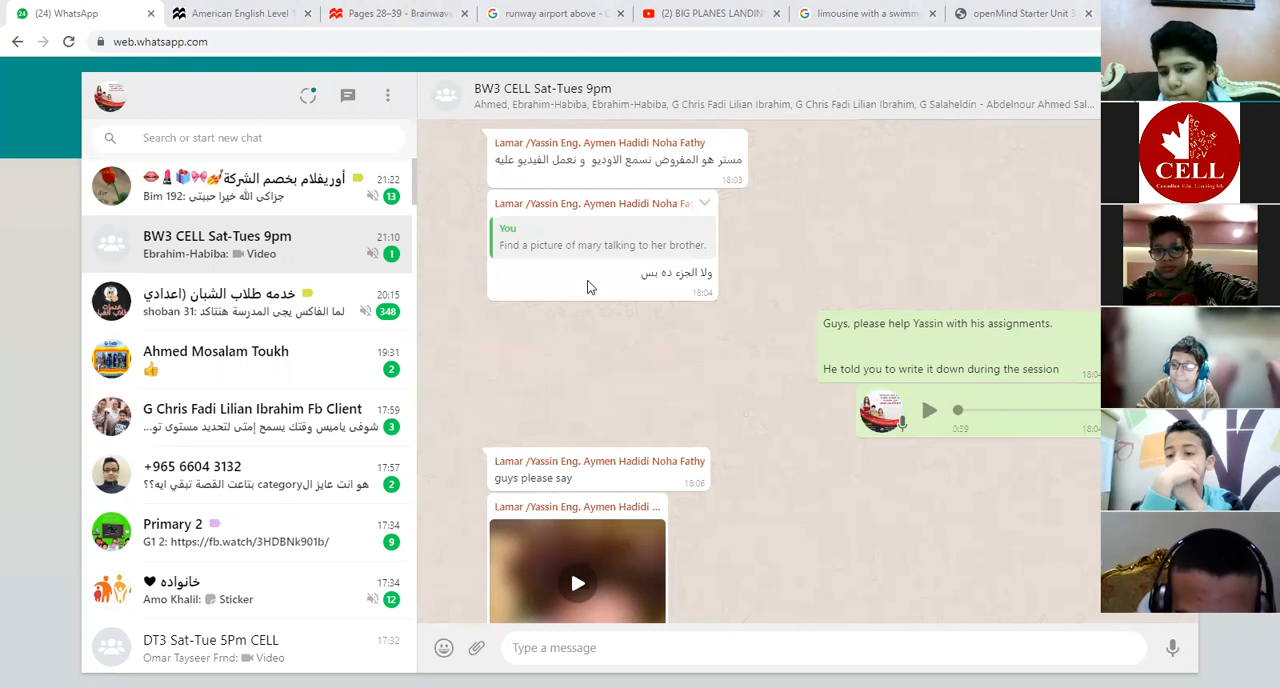 (24) WhatsApp
American English Level 1
Pages 28–39 - Brainwav
runway airport above - G
(2) BIG PLANES LANDIN
limousine with a swimm
openMind Starter Unit 3
web.whatsapp.com
Search or start new chat
أوريفلام بخصم الشركة
21:22
Bim 192: جزاكي الله خيرا حبيبتى
13
BW3 CELL Sat-Tues 9pm
21:10
Ebrahim-Habiba: Video
1
خدمه طلاب الشبان (اعدادي
20:15
shoban 31: لما الفاكس يجى المدرسة هنتاكد
348
Ahmed Mosalam Toukh
19:31
2
G Chris Fadi Lilian Ibrahim Fb Client
17:59
شوفى ياميس وقتك يسمح إمتى لتحديد مستوى تو...
3
+965 6604 3132
17:57
هو انت عايز الcategory بتاعت القصة تبقي ايه؟؟
2
Primary 2
17:34
G1 2: https://fb.watch/3HDBNk901b/
9
خانواده
17:34
Amo Khalil: Sticker
12
DT3 Sat-Tue 5Pm CELL
17:32
Omar Tayseer Frnd: Video
BW3 CELL Sat-Tues 9pm
Ahmed, Ebrahim-Habiba, Ebrahim-Habiba, G Chris Fadi Lilian Ibrahim, G Chris Fadi Lilian Ibrahim, G Salaheldin - Abdelnour Ahmed Sal...
Lamar /Yassin Eng. Aymen Hadidi Noha Fathy
مستر هو المفروض نسمع الاوديو و نعمل الفيديو عليه
18:03
Lamar /Yassin Eng. Aymen Hadidi Noha Fa
You
Find a picture of mary talking to her brother.
ولا الجزء ده بس
18:04
Guys, please help Yassin with his assignments.
He told you to write it down during the session
18:04
0:39
18:04
Lamar /Yassin Eng. Aymen Hadidi Noha Fathy
guys please say
18:06
Lamar /Yassin Eng. Aymen Hadidi ...
Type a message
CELL